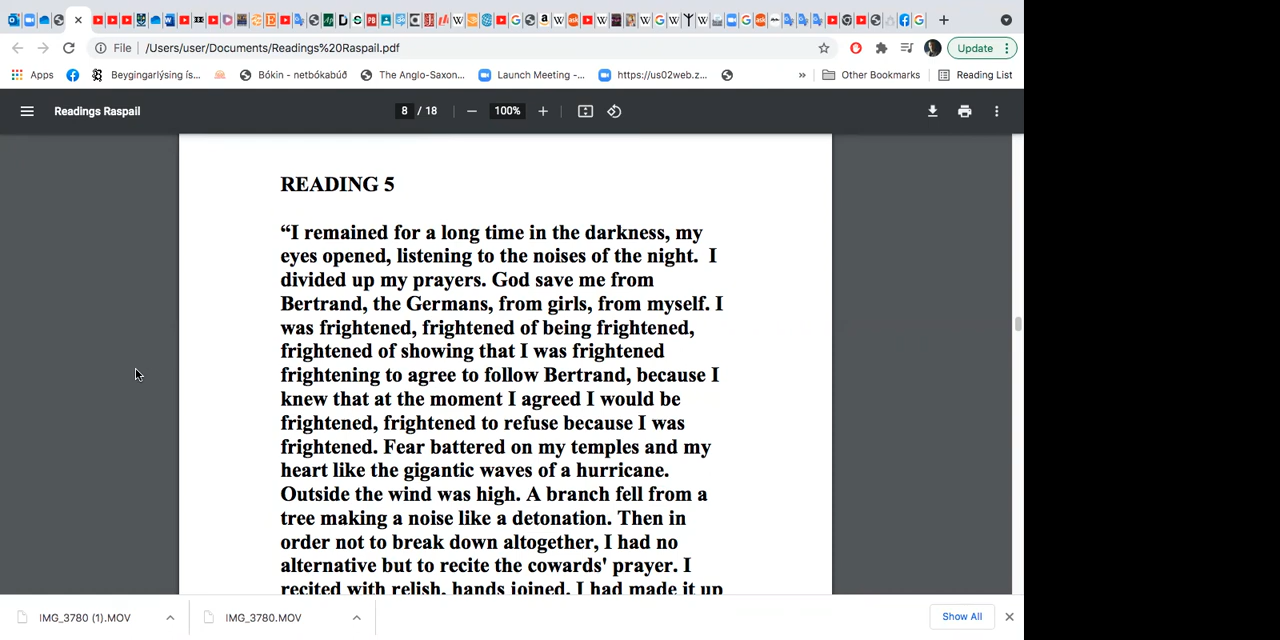 File | /Users/user/Documents/Readings%20Raspail.pdf
Update
Apps
Beygingarlýsing ís...
Bókin - netbókabúð
The Anglo-Saxon...
Launch Meeting -...
https://us02web.z...
»
Other Bookmarks
Reading List
Readings Raspail
8 / 18
100%
READING 5
“I remained for a long time in the darkness, my
eyes opened, listening to the noises of the night. I
divided up my prayers. God save me from
Bertrand, the Germans, from girls, from myself. I
was frightened, frightened of being frightened,
frightened of showing that I was frightened
frightening to agree to follow Bertrand, because I
knew that at the moment I agreed I would be
frightened, frightened to refuse because I was
frightened. Fear battered on my temples and my
heart like the gigantic waves of a hurricane.
Outside the wind was high. A branch fell from a
tree making a noise like a detonation. Then in
order not to break down altogether, I had no
alternative but to recite the cowards' prayer. I
recited with relish, hands joined. I had made it up
IMG_3780 (1).MOV
IMG_3780.MOV
Show All